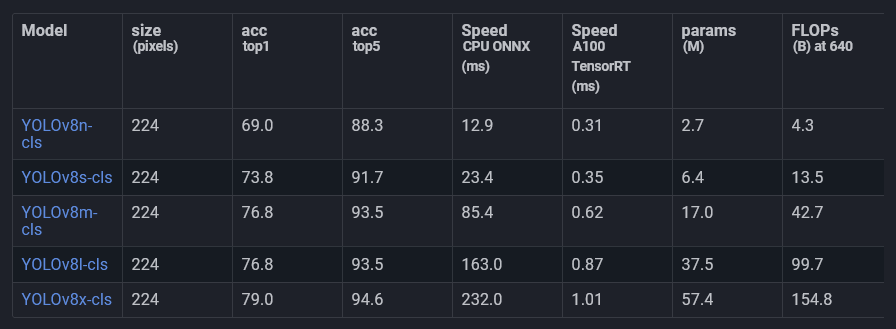 Model size (pixels) acc top1 acc top5 Speed CPU ONNX (ms) Speed A100 TensorRT (ms) params (M) FLOPs (B) at 640
YOLOv8n-cls 224 69.0 88.3 12.9 0.31 2.7 4.3
YOLOv8s-cls 224 73.8 91.7 23.4 0.35 6.4 13.5
YOLOv8m-cls 224 76.8 93.5 85.4 0.62 17.0 42.7
YOLOv8l-cls 224 76.8 93.5 163.0 0.87 37.5 99.7
YOLOv8x-cls 224 79.0 94.6 232.0 1.01 57.4 154.8